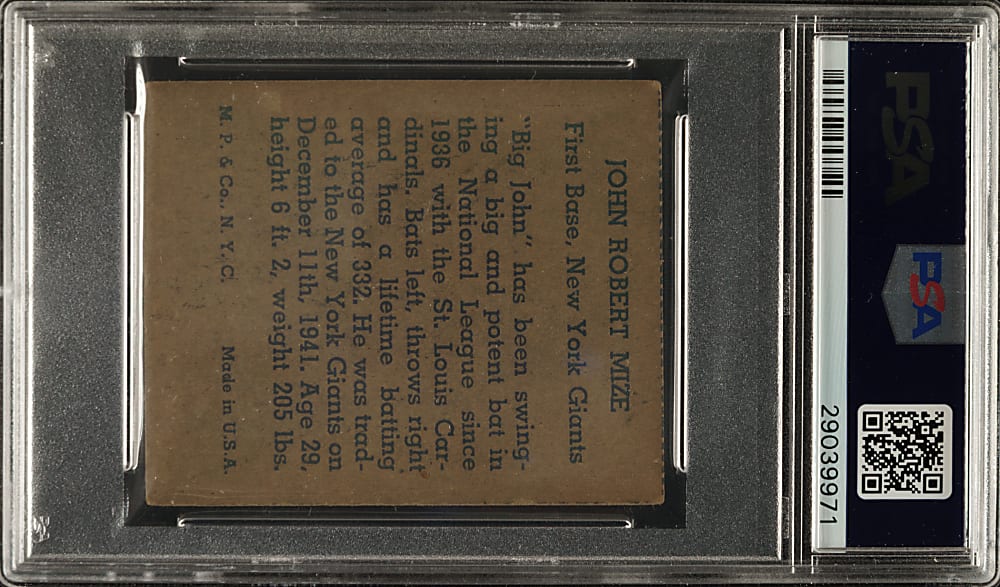 JOHN ROBERT MIZE
First Base, New York Giants
"Big John" has been swing-
ing a big and potent bat in
the National League since
1936 with the St. Louis Car-
dinals. Bats left, throws right
and has a lifetime batting
average of 332. He was trad-
ed to the New York Giants on
December 11th, 1941. Age 29,
height 6 ft. 2, weight 205 lbs.
M. P. & Co., N. Y. C. Made in U.S.A.
PSA
PSA
29039971